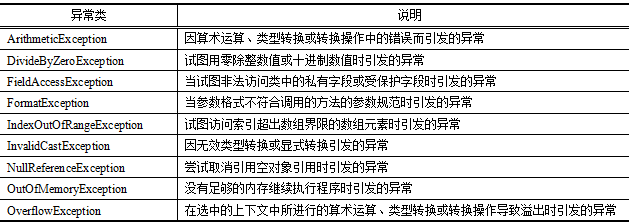 异常类 说明
ArithmeticException 因算术运算、类型转换或转换操作中的错误而引发的异常
DivideByZeroException 试图用零除整数值或十进制数值时引发的异常
FieldAccessException 当试图非法访问类中的私有字段或受保护字段时引发的异常
FormatException 当参数格式不符合调用的方法的参数规范时引发的异常
IndexOutOfRangeException 试图访问索引超出数组界限的数组元素时引发的异常
InvalidCastException 因无效类型转换或显式转换引发的异常
NullReferenceException 尝试取消引用空对象引用时引发的异常
OutOfMemoryException 没有足够的内存继续执行程序时引发的异常
OverflowException 在选中的上下文中所进行的算术运算、类型转换或转换操作导致溢出时引发的异常